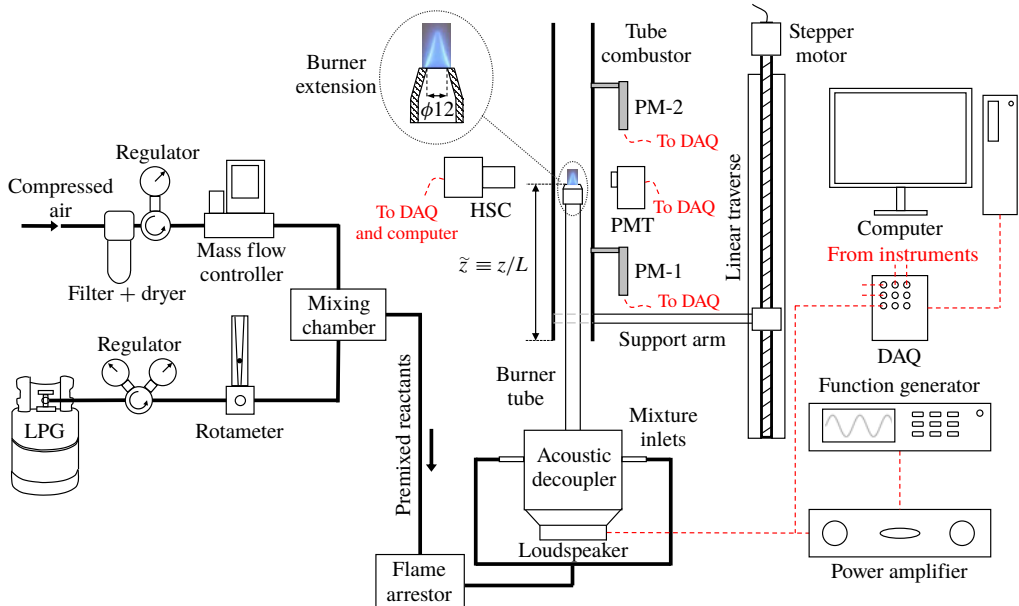 Burner
extension
ϕ12
Tube
combustor
Stepper
motor
PM-2
To DAQ
Regulator
Compressed
air
HSC
To DAQ
and computer
PMT
To DAQ
Linear traverse
Computer
Mass flow
controller
Filter + dryer
z̃ ≡ z/L
PM-1
To DAQ
From instruments
Mixing
chamber
Support arm
DAQ
Regulator
LPG
Rotameter
Premixed reactants
Burner
tube
Mixture
inlets
Function generator
Acoustic
decoupler
Loudspeaker
Flame
arrestor
Power amplifier